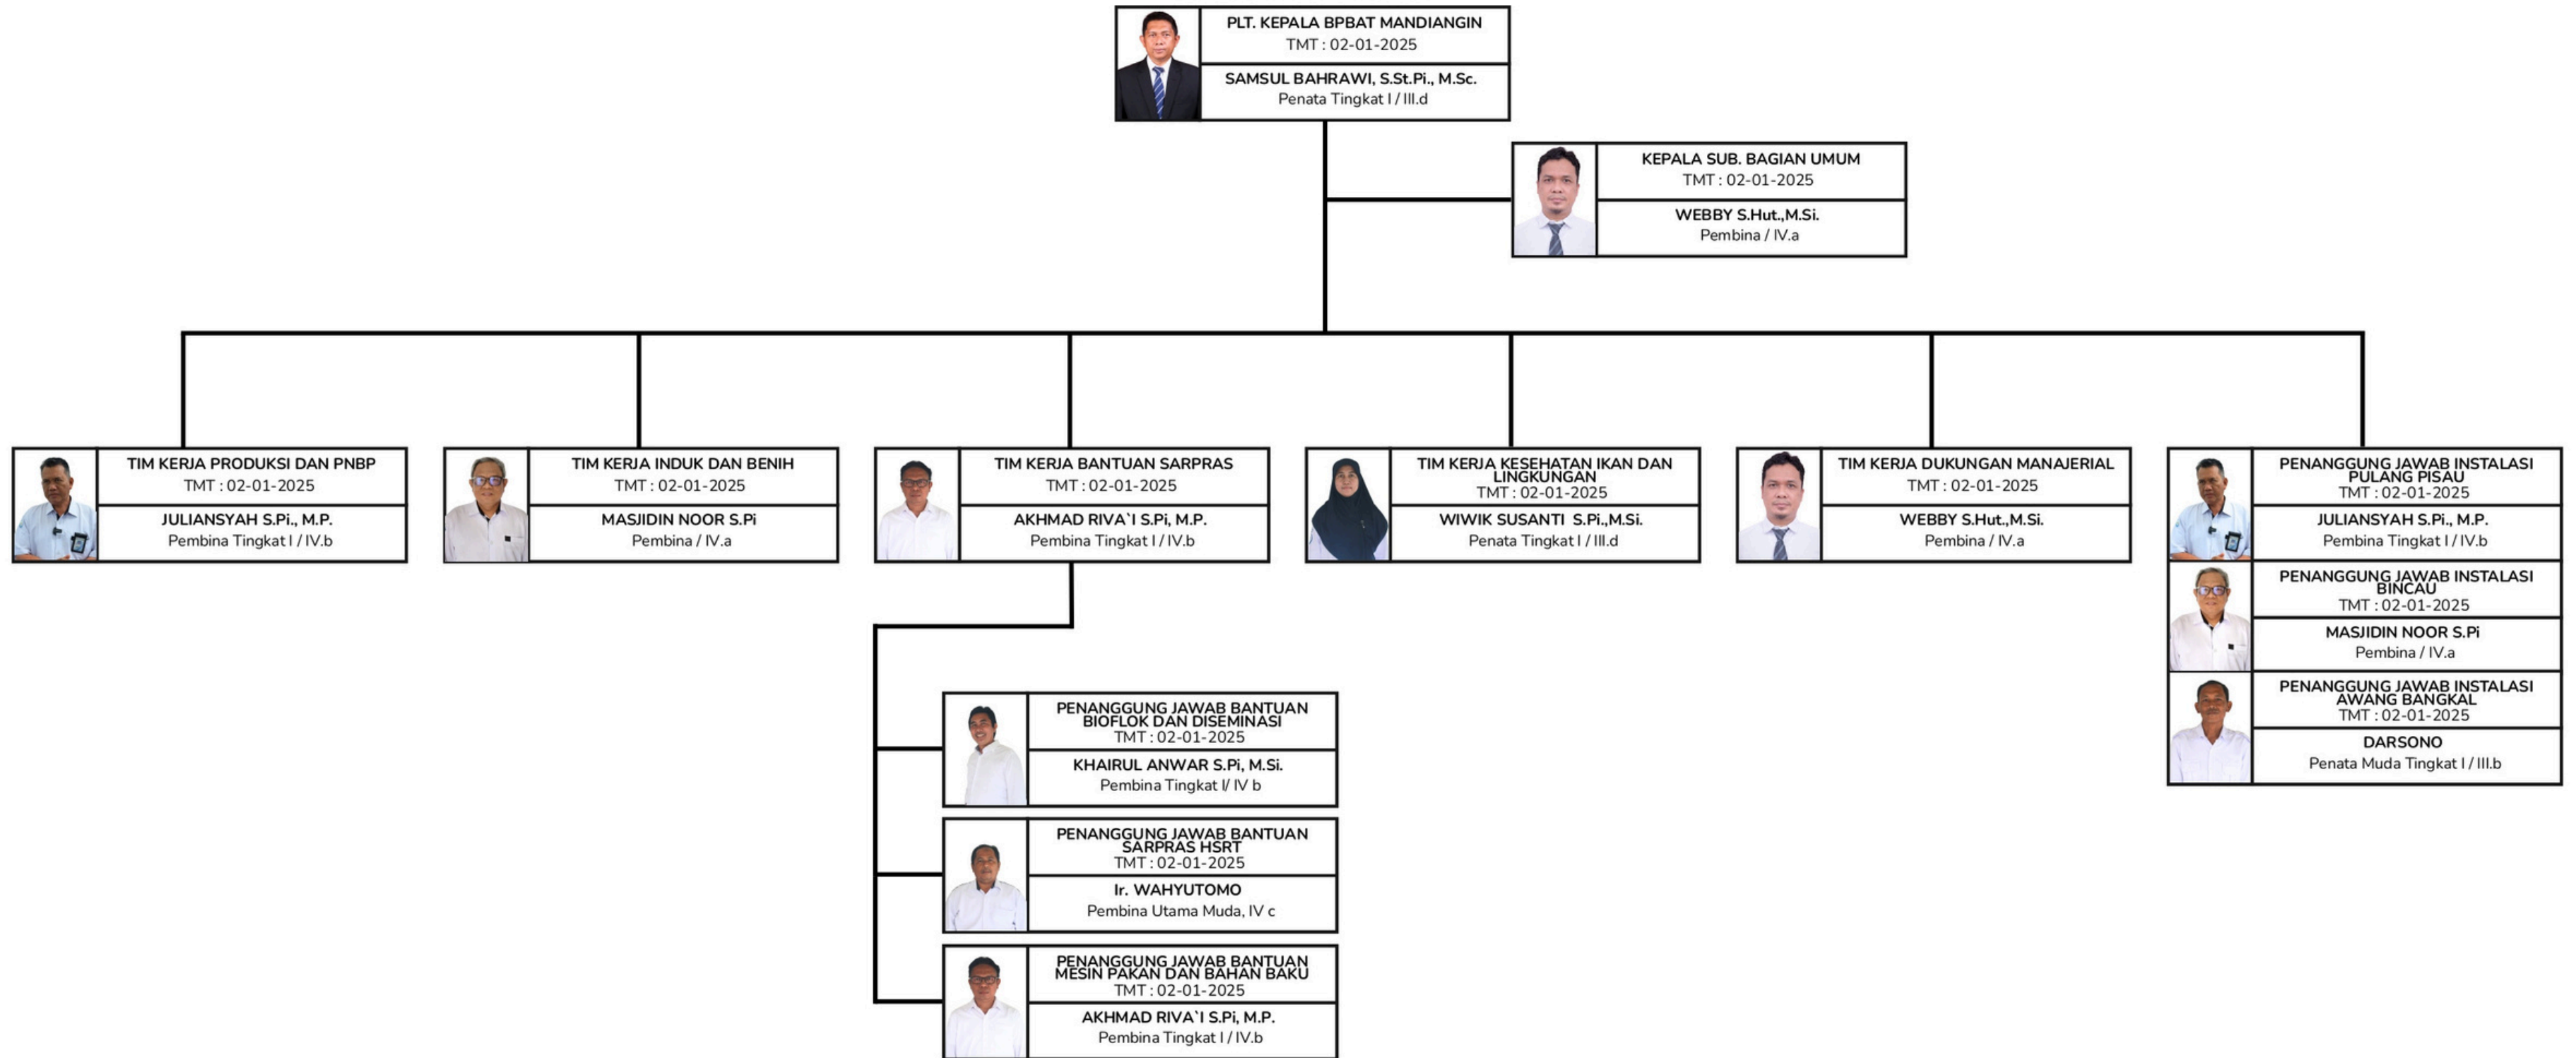 PLT. KEPALA BPBAT MANDIANGIN
TMT : 02-01-2025
SAMSUL BAHRAWI, S.St.Pi., M.Sc.
Penata Tingkat I / III.d
KEPALA SUB. BAGIAN UMUM
TMT : 02-01-2025
WEBBY S.Hut.,M.Si.
Pembina / IV.a
TIM KERJA PRODUKSI DAN PNBP
TMT : 02-01-2025
JULIANSYAH S.Pi., M.P.
Pembina Tingkat I / IV.b
TIM KERJA INDUK DAN BENIH
TMT : 02-01-2025
MASJIDIN NOOR S.Pi
Pembina / IV.a
TIM KERJA BANTUAN SARPRAS
TMT : 02-01-2025
AKHMAD RIVA`I S.Pi, M.P.
Pembina Tingkat I / IV.b
TIM KERJA KESEHATAN IKAN DAN
LINGKUNGAN
TMT : 02-01-2025
WIWIK SUSANTI  S.Pi.,M.Si.
Penata Tingkat I / III.d
TIM KERJA DUKUNGAN MANAJERIAL
TMT : 02-01-2025
WEBBY S.Hut.,M.Si.
Pembina / IV.a
PENANGGUNG JAWAB INSTALASI
PULANG PISAU
TMT : 02-01-2025
JULIANSYAH S.Pi., M.P.
Pembina Tingkat I / IV.b
PENANGGUNG JAWAB INSTALASI
BINCAU
TMT : 02-01-2025
MASJIDIN NOOR S.Pi
Pembina / IV.a
PENANGGUNG JAWAB INSTALASI
AWANG BANGKAL
TMT : 02-01-2025
DARSONO
Penata Muda Tingkat I / III.b
PENANGGUNG JAWAB BANTUAN
BIOFLOK DAN DISEMINASI
TMT : 02-01-2025
KHAIRUL ANWAR S.Pi, M.Si.
Pembina Tingkat I/ IV b
PENANGGUNG JAWAB BANTUAN
SARPRAS HSRT
TMT : 02-01-2025
Ir. WAHYUTOMO
Pembina Utama Muda, IV c
PENANGGUNG JAWAB BANTUAN
MESIN PAKAN DAN BAHAN BAKU
TMT : 02-01-2025
AKHMAD RIVA`I S.Pi, M.P.
Pembina Tingkat I / IV.b